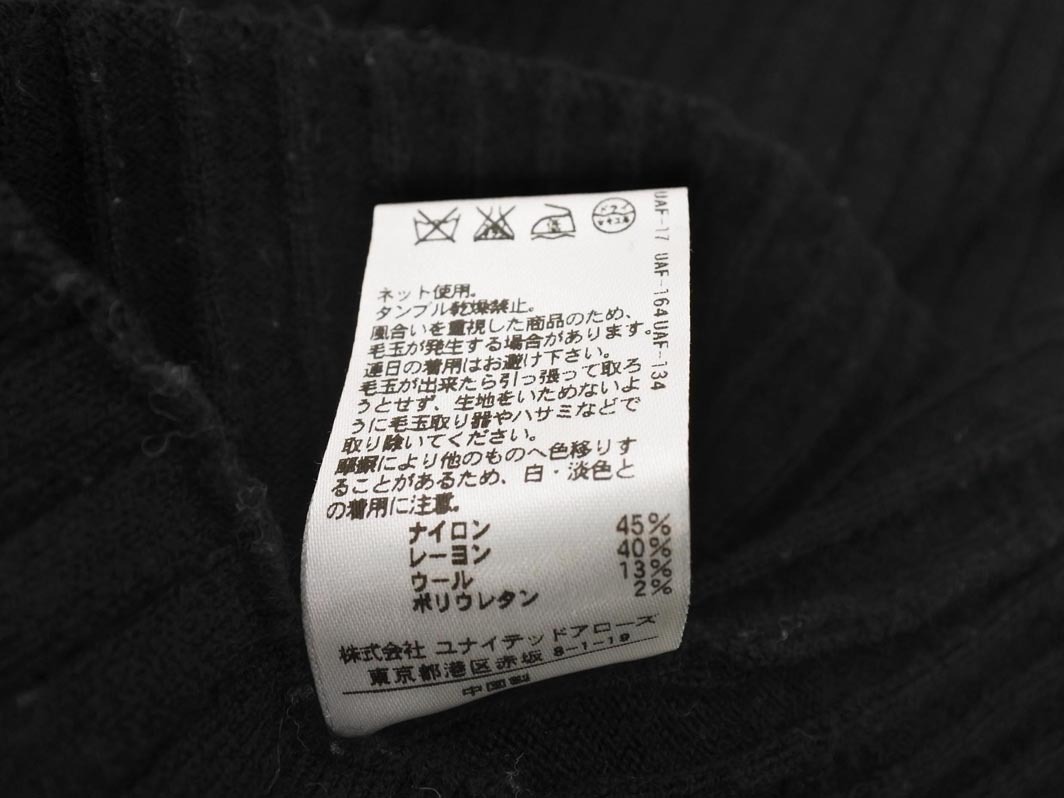 ドライ
セキユ系
ネット使用。
タンブル乾燥禁止。
風合いを重視した商品のため、
毛玉が発生する場合があります。
連日の着用はお避け下さい。
毛玉が出来たら引っ張って取ろ
うとせず、生地をいためないよ
うに毛玉取り器やハサミなどで
取り除いてください。
摩擦により他のものへ色移りす
ることがあるため、白・淡色と
の着用に注意。
ナイロン 45%
レーヨン 40%
ウール 13%
ポリウレタン 2%
株式会社 ユナイテッドアローズ
東京都港区赤坂 8-1-19
中国製
UAF-17 UAF-164UAF-134